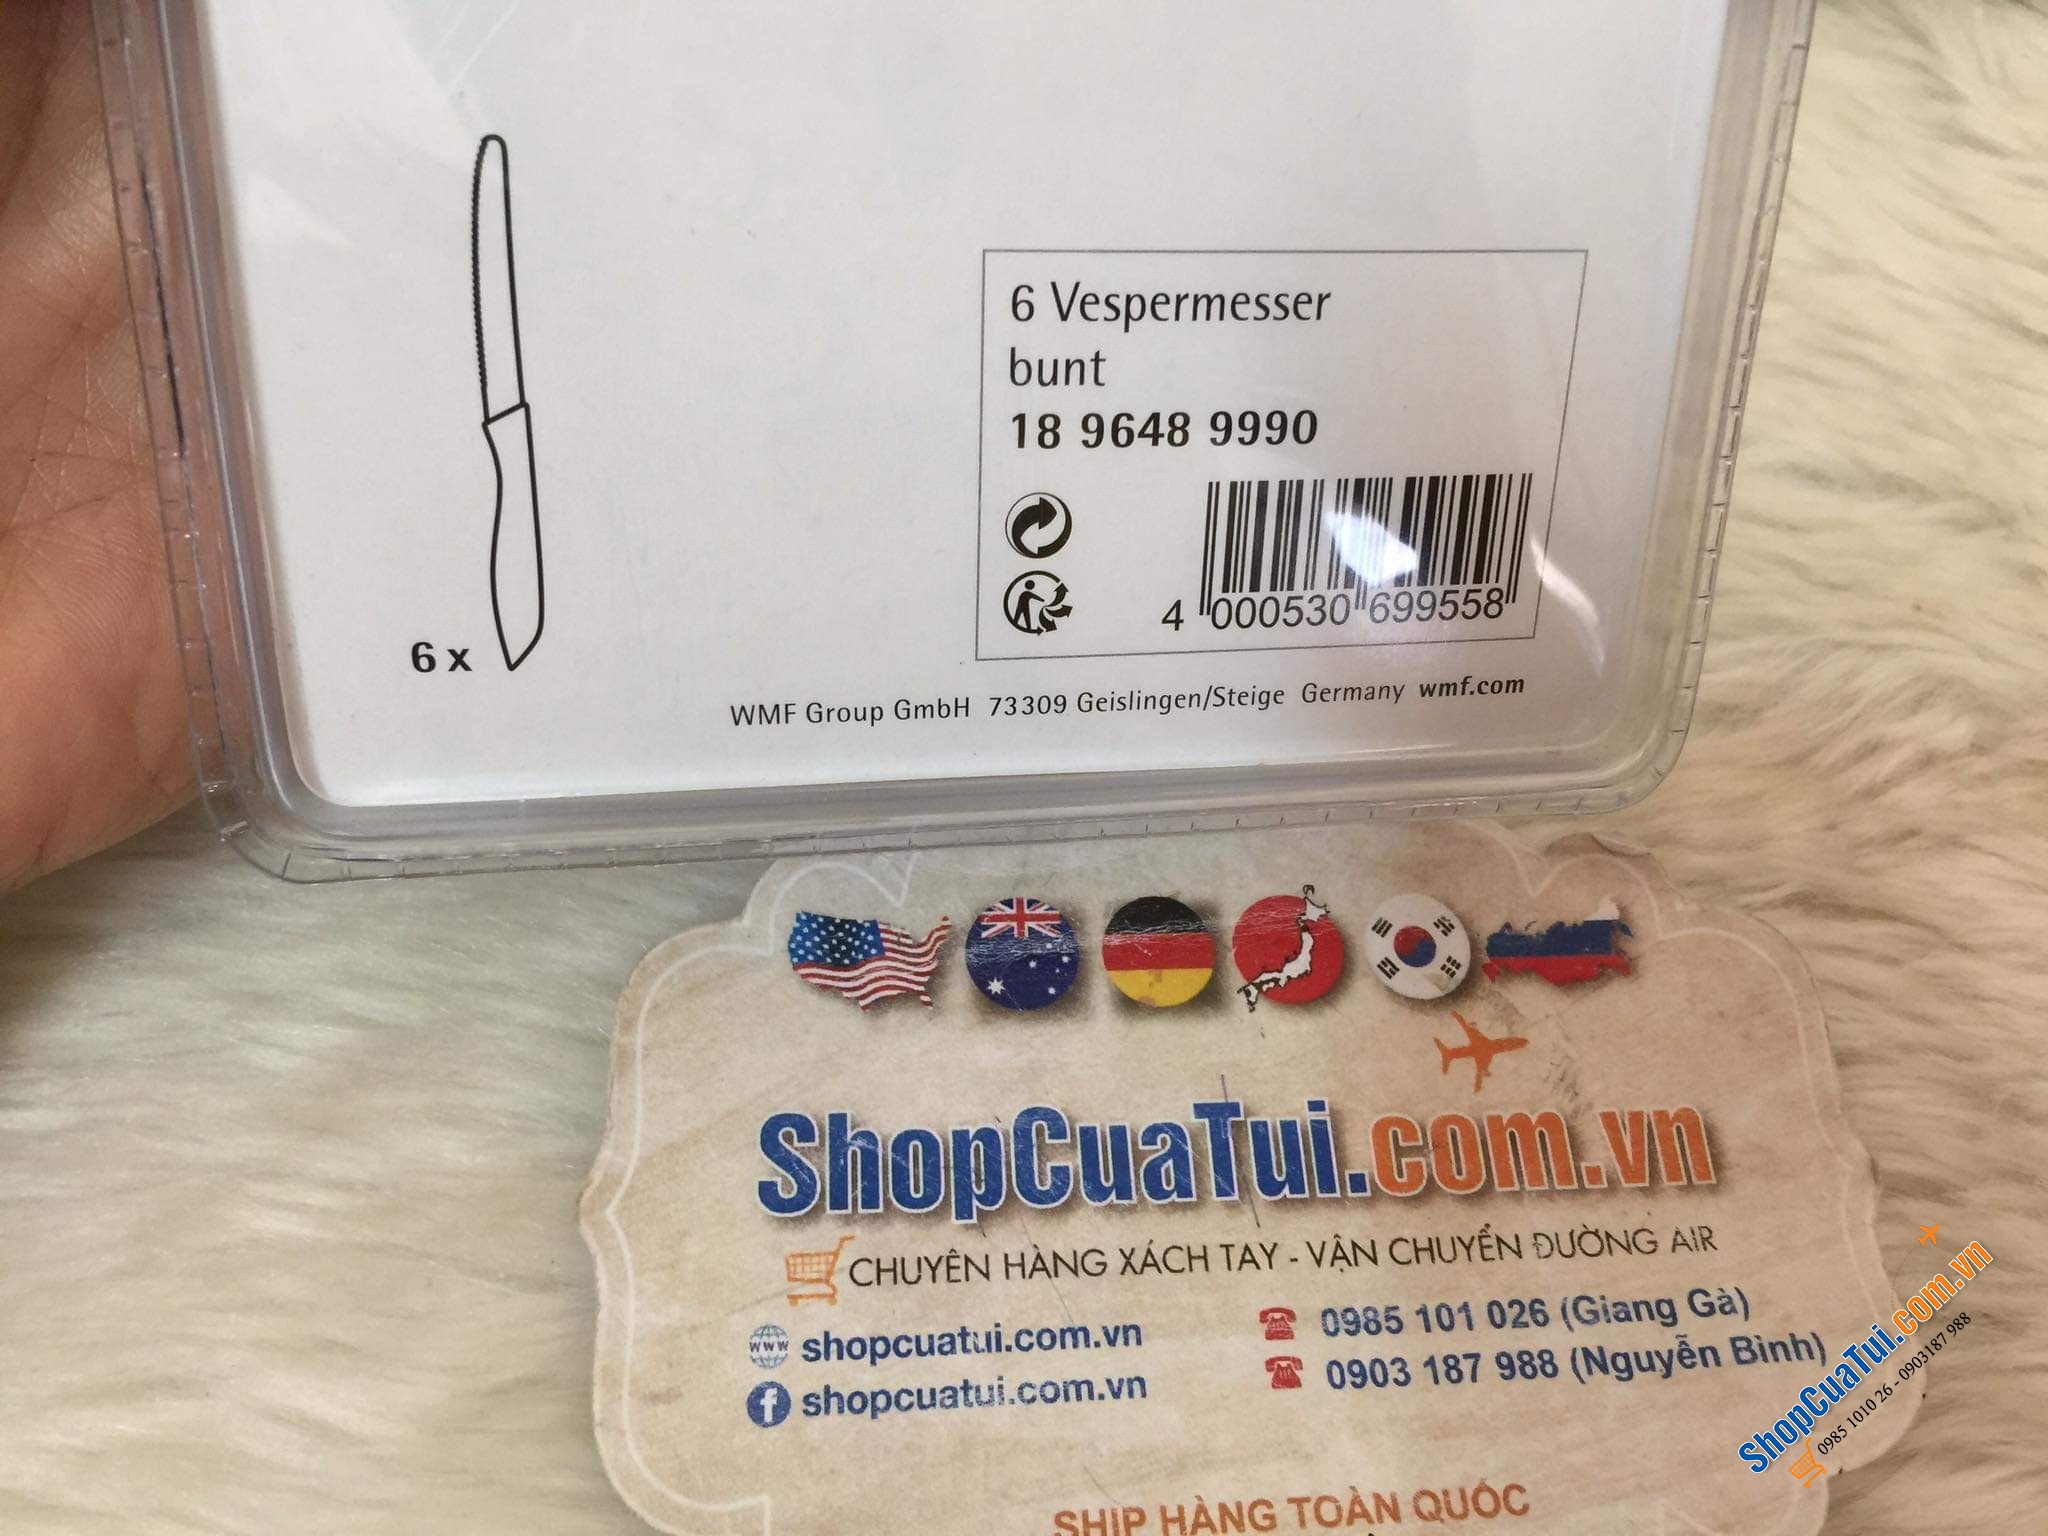 6 Vespermesser
bunt
18 9648 9990
4 000530 699558
6 x
WMF Group GmbH 73309 Geislingen/Steige Germany wmf.com
ShopCuaTui.com.vn
CHUYÊN HÀNG XÁCH TAY - VẬN CHUYỂN ĐƯỜNG AIR
www shopcuatui.com.vn
0985 101 026 (Giang Gà)
f shopcuatui.com.vn
0903 187 988 (Nguyễn Bình)
SHIP HÀNG TOÀN QUỐC
ShopCuaTui.com.vn
0985 1010 26 - 0903187 988